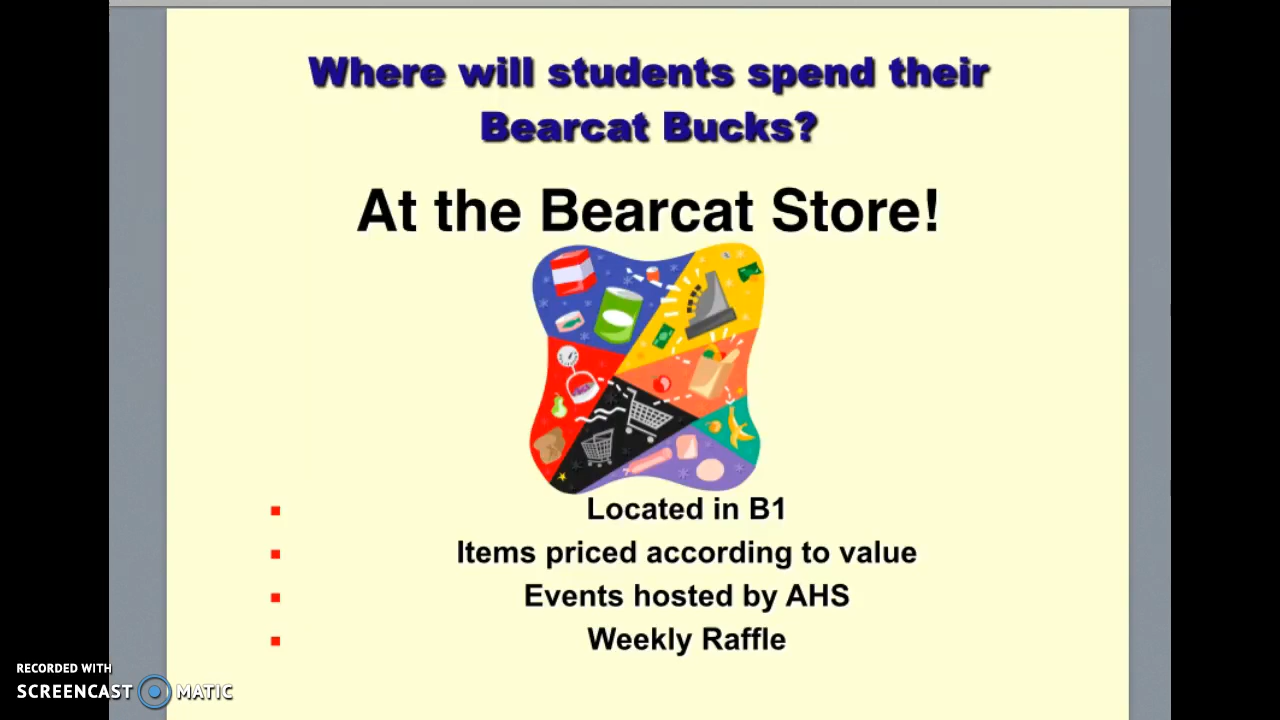 Where will students spend their
Bearcat Bucks?
At the Bearcat Store!
Located in B1
Items priced according to value
Events hosted by AHS
Weekly Raffle
RECORDED WITH
SCREENCAST MATIC